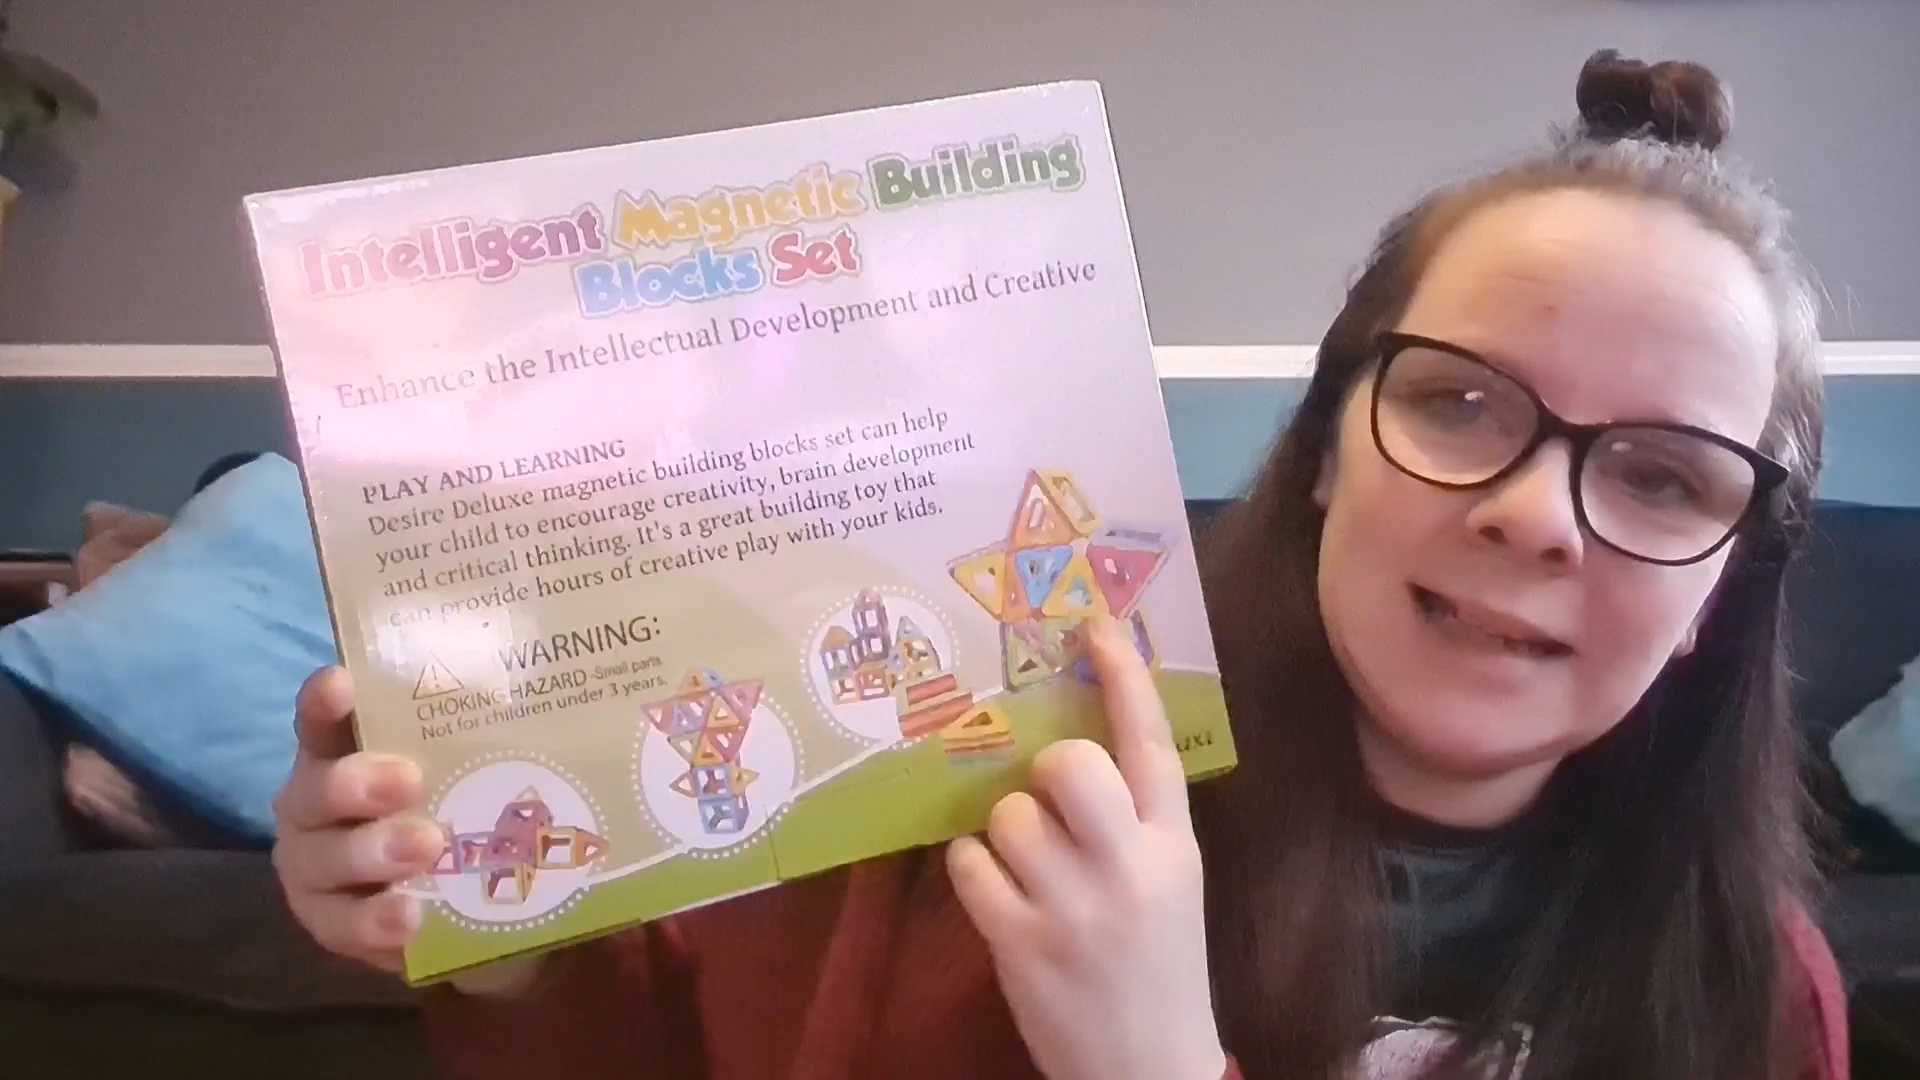 Intelligent Magnetic Building
Blocks Set
Enhance the Intellectual Development and Creative
PLAY AND LEARNING
Desire Deluxe magnetic building blocks set can help
your child to encourage creativity, brain development
and critical thinking. It's a great building toy that
can provide hours of creative play with your kids.
WARNING:
CHOKING HAZARD -Small parts
Not for children under 3 years.